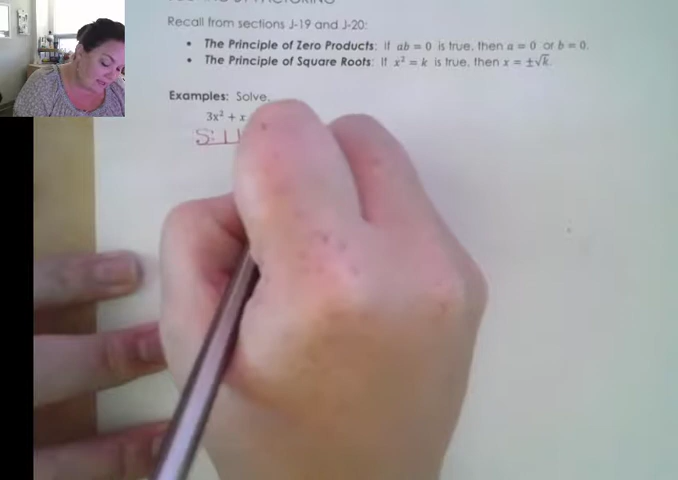 Recall from sections J-19 and J-20:
• The Principle of Zero Products: If ab = 0 is true, then a = 0 or b = 0.
• The Principle of Square Roots: If x² = k is true, then x = ±√k.
Examples: Solve.
3x² + x